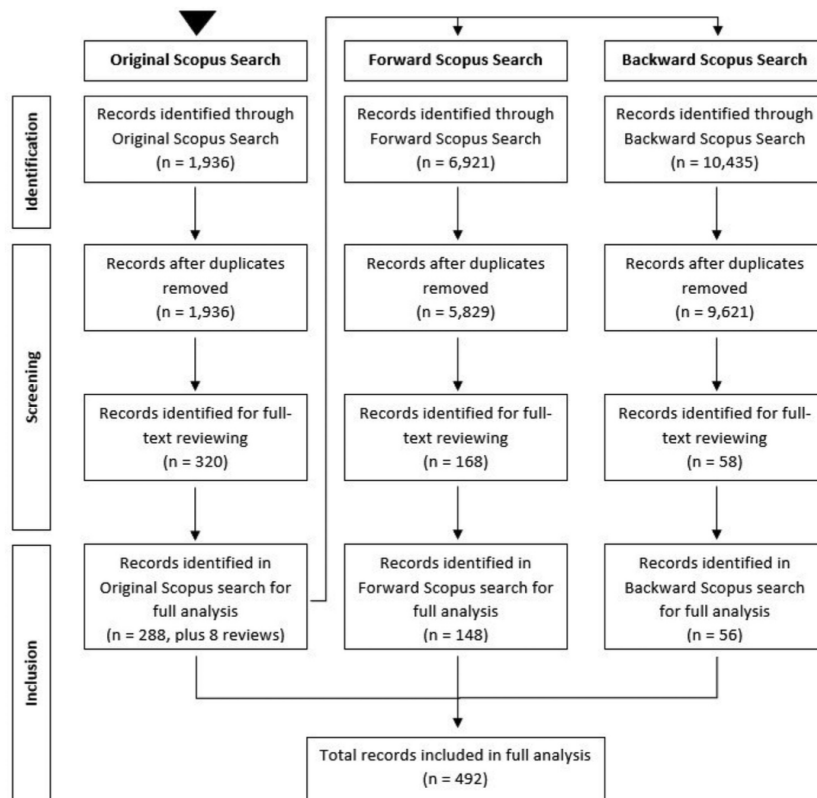 Original Scopus Search
Forward Scopus Search
Backward Scopus Search
Identification
Records identified through
Original Scopus Search
(n = 1,936)
Records identified through
Forward Scopus Search
(n = 6,921)
Records identified through
Backward Scopus Search
(n = 10,435)
Screening
Records after duplicates
removed
(n = 1,936)
Records after duplicates
removed
(n = 5,829)
Records after duplicates
removed
(n = 9,621)
Records identified for full-
text reviewing
(n = 320)
Records identified for full-
text reviewing
(n = 168)
Records identified for full-
text reviewing
(n = 58)
Inclusion
Records identified in
Original Scopus search for
full analysis
(n = 288, plus 8 reviews)
Records identified in
Forward Scopus search for
full analysis
(n = 148)
Records identified in
Backward Scopus search
for full analysis
(n = 56)
Total records included in full analysis
(n = 492)